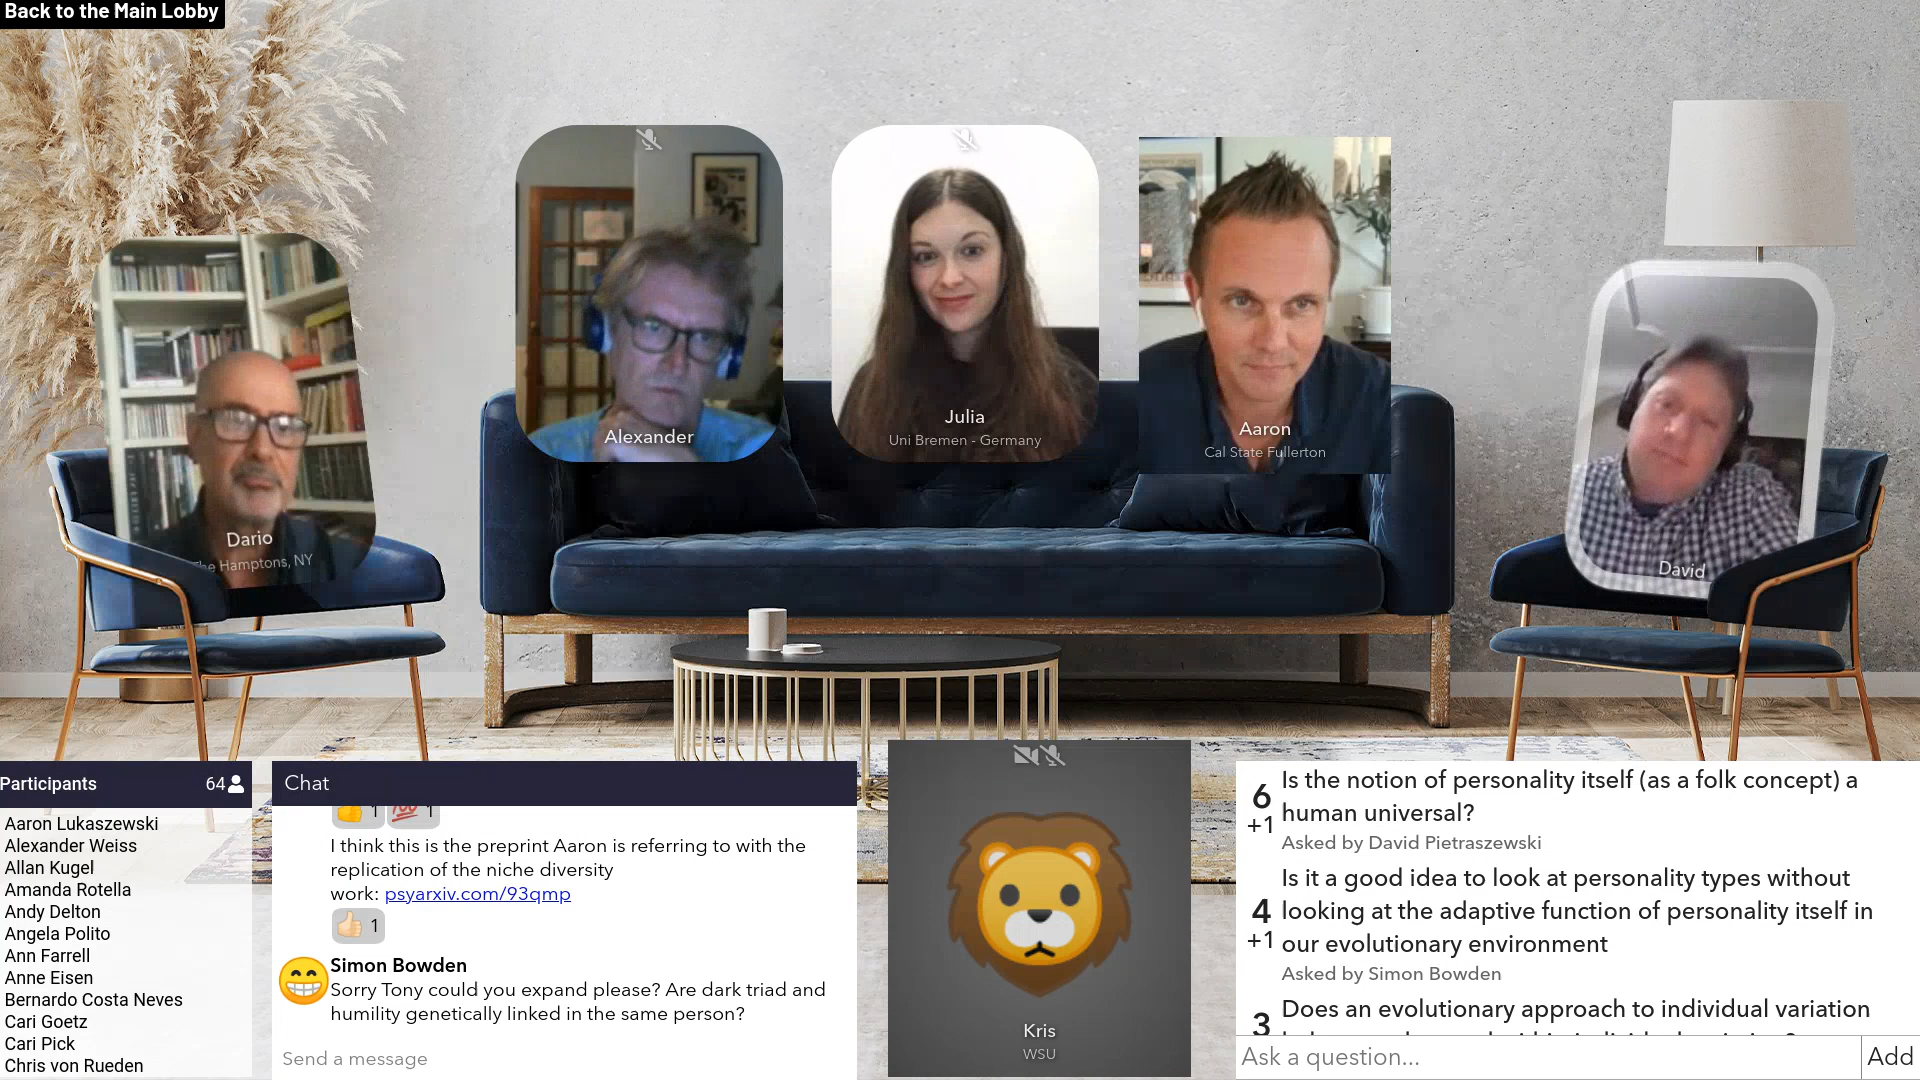 Back to the Main Lobby
Dario
The Hamptons, NY
Alexander
Julia
Uni Bremen - Germany
Aaron
Cal State Fullerton
David
Participants
64
Aaron Lukaszewski
Alexander Weiss
Allan Kugel
Amanda Rotella
Andy Delton
Angela Polito
Ann Farrell
Anne Eisen
Bernardo Costa Neves
Cari Goetz
Cari Pick
Chris von Rueden
Chat
1
1
I think this is the preprint Aaron is referring to with the
replication of the niche diversity
work: psyarxiv.com/93qmp
1
Simon Bowden
Sorry Tony could you expand please? Are dark triad and
humility genetically linked in the same person?
Send a message
Kris
WSU
6
+1
Is the notion of personality itself (as a folk concept) a
human universal?
Asked by David Pietraszewski
4
+1
Is it a good idea to look at personality types without
looking at the adaptive function of personality itself in
our evolutionary environment
Asked by Simon Bowden
3
Does an evolutionary approach to individual variation
Ask a question...
Add